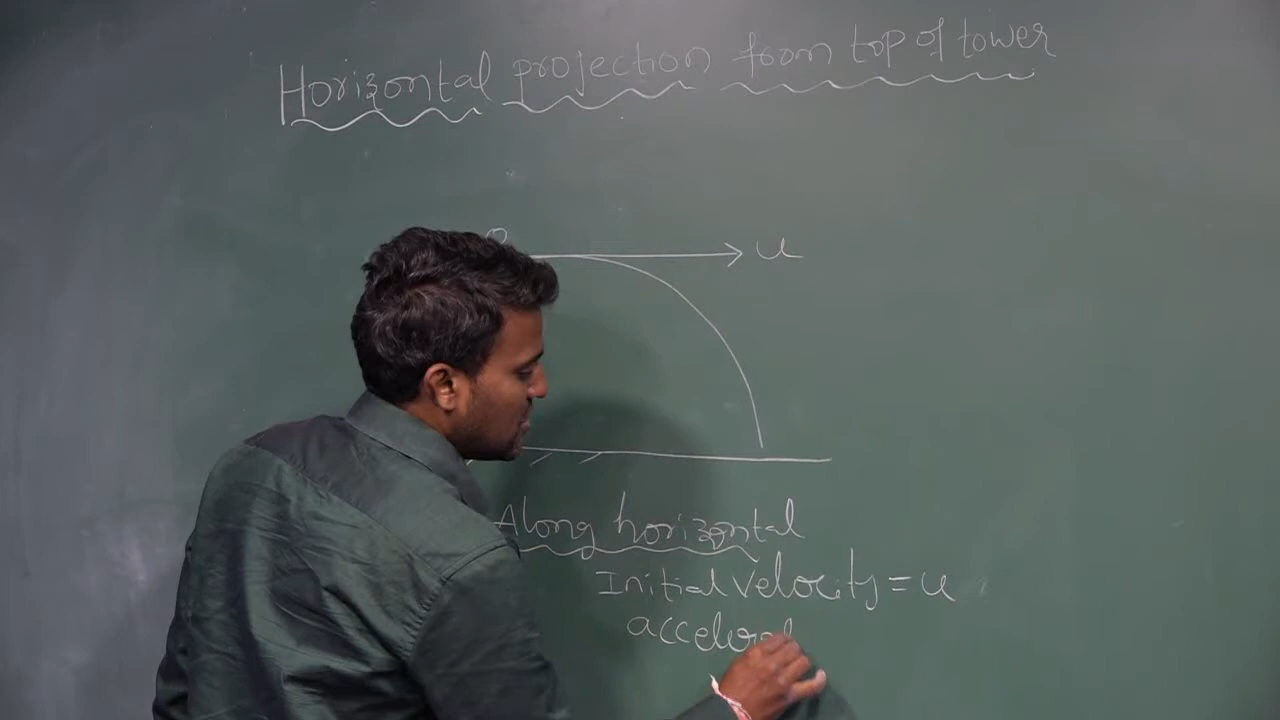 Horizontal projection from top of tower
O
u
Along horizontal
Initial velocity = u
accelerat